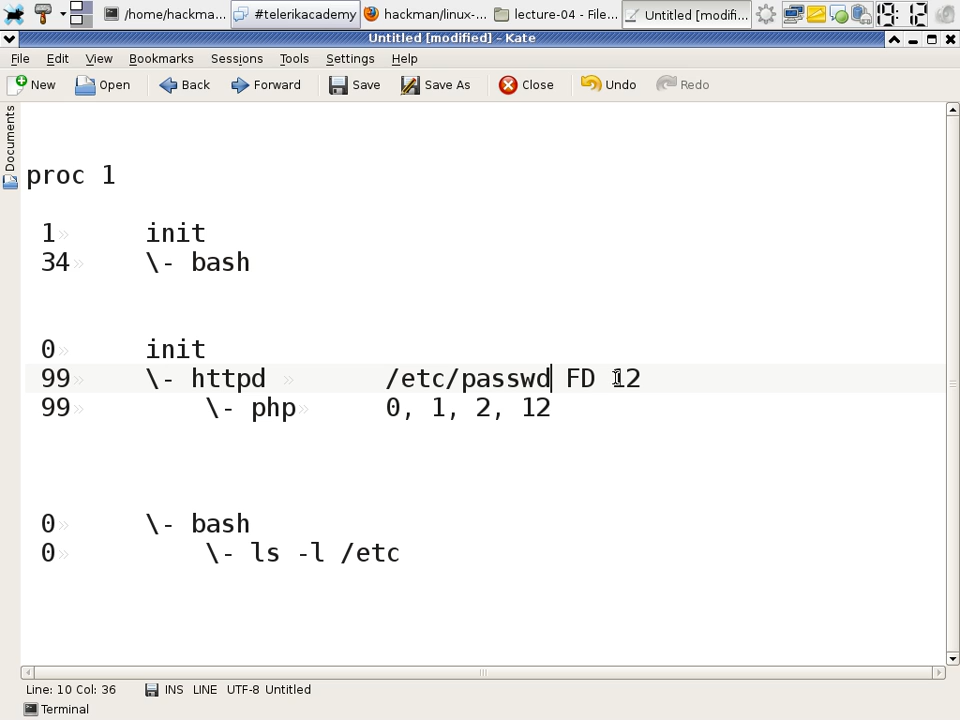 /home/hackma... #telerikacademy hackman/linux-... lecture-04 - File... Untitled [modifi... 19:12
Untitled [modified] - Kate
File Edit View Bookmarks Sessions Tools Settings Help
New Open Back Forward Save Save As Close Undo Redo
Documents
proc 1
1» init
34» \- bash
0» init
99» \- httpd » /etc/passwd FD 12
99» \- php» 0, 1, 2, 12
0» \- bash
0» \- ls -l /etc
Line: 10 Col: 36 INS LINE UTF-8 Untitled
Terminal